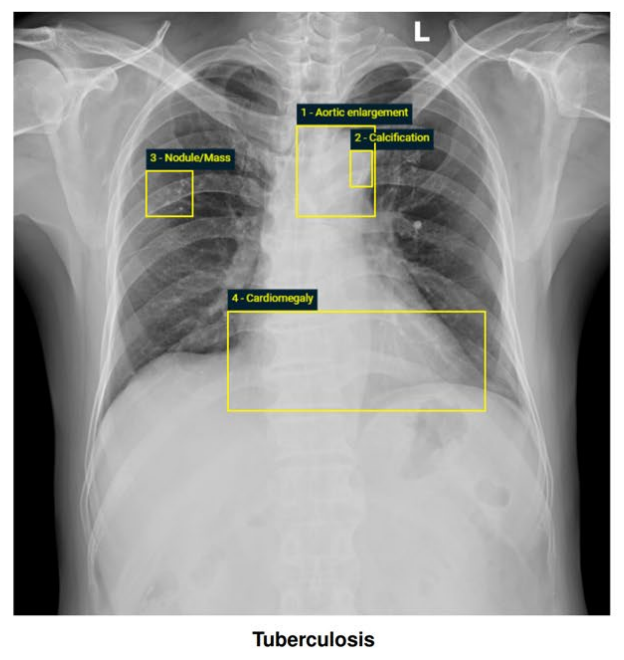 L
1 - Aortic enlargement
2 - Calcification
3 - Nodule/Mass
4 - Cardiomegaly
Tuberculosis